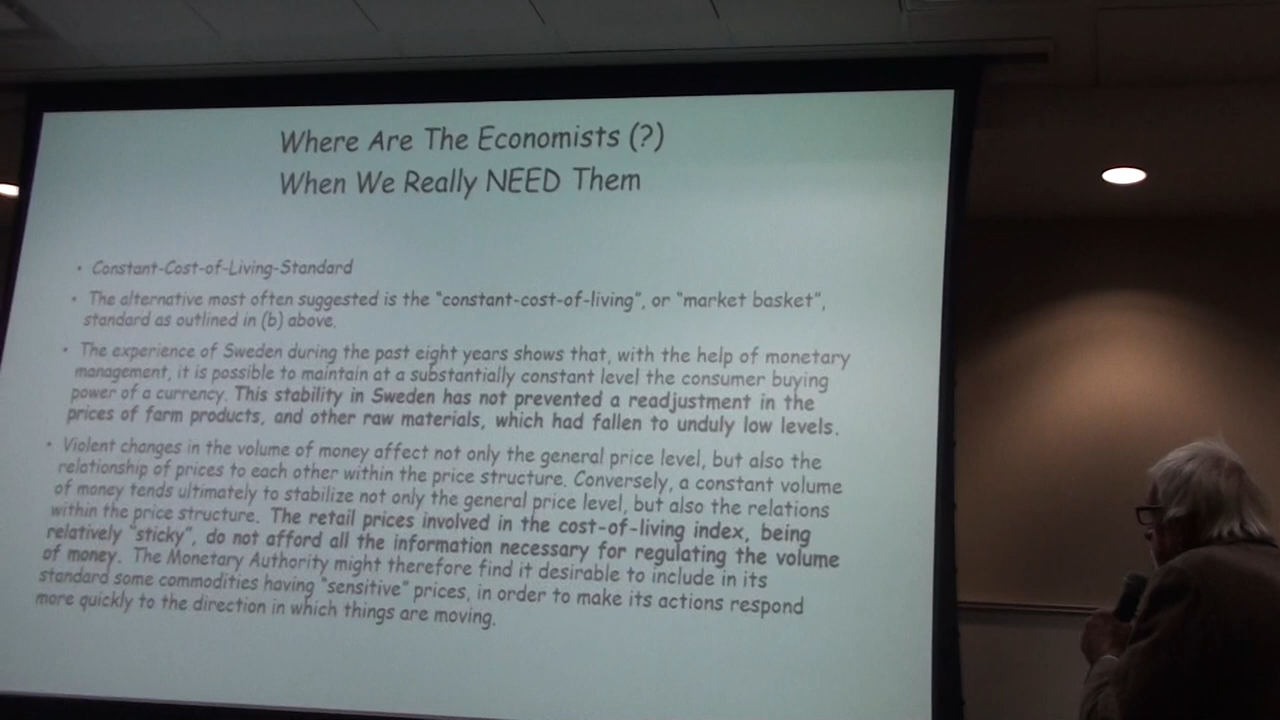 Where Are The Economists (?)
When We Really NEED Them
• Constant-Cost-of-Living-Standard
• The alternative most often suggested is the "constant-cost-of-living", or "market basket",
standard as outlined in (b) above.
• The experience of Sweden during the past eight years shows that, with the help of monetary
management, it is possible to maintain at a substantially constant level the consumer buying
power of a currency. This stability in Sweden has not prevented a readjustment in the
prices of farm products, and other raw materials, which had fallen to unduly low levels.
• Violent changes in the volume of money affect not only the general price level, but also the
relationship of prices to each other within the price structure. Conversely, a constant volume
of money tends ultimately to stabilize not only the general price level, but also the relations
within the price structure. The retail prices involved in the cost-of-living index, being
relatively "sticky", do not afford all the information necessary for regulating the volume
of money. The Monetary Authority might therefore find it desirable to include in its
standard some commodities having "sensitive" prices, in order to make its actions respond
more quickly to the direction in which things are moving.